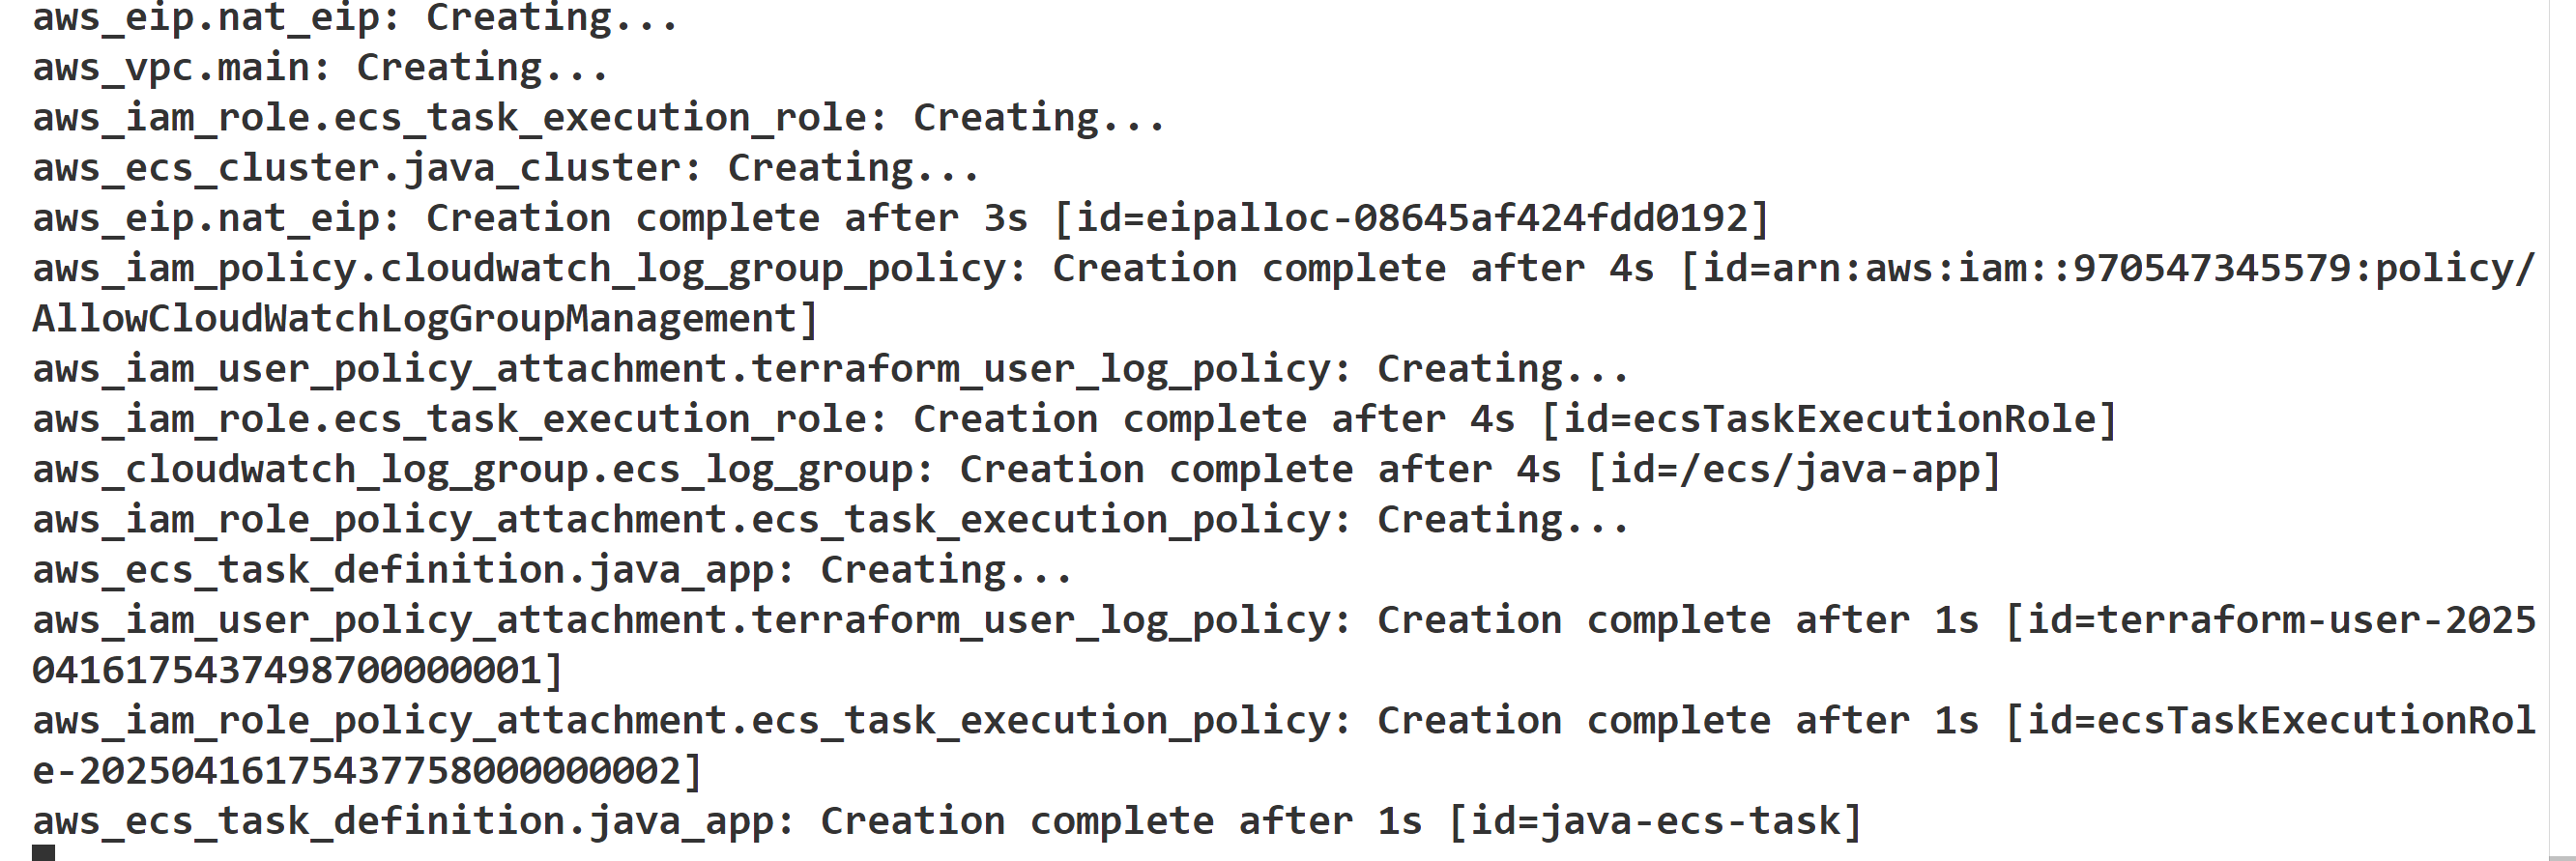 aws_eip.nat_eip: Creating...
aws_vpc.main: Creating...
aws_iam_role.ecs_task_execution_role: Creating...
aws_ecs_cluster.java_cluster: Creating...
aws_eip.nat_eip: Creation complete after 3s [id=eipalloc-08645af424fdd0192]
aws_iam_policy.cloudwatch_log_group_policy: Creation complete after 4s [id=arn:aws:iam::970547345579:policy/
AllowCloudWatchLogGroupManagement]
aws_iam_user_policy_attachment.terraform_user_log_policy: Creating...
aws_iam_role.ecs_task_execution_role: Creation complete after 4s [id=ecsTaskExecutionRole]
aws_cloudwatch_log_group.ecs_log_group: Creation complete after 4s [id=/ecs/java-app]
aws_iam_role_policy_attachment.ecs_task_execution_policy: Creating...
aws_ecs_task_definition.java_app: Creating...
aws_iam_user_policy_attachment.terraform_user_log_policy: Creation complete after 1s [id=terraform-user-2025
0416175437498700000001]
aws_iam_role_policy_attachment.ecs_task_execution_policy: Creation complete after 1s [id=ecsTaskExecutionRol
e-20250416175437758000000002]
aws_ecs_task_definition.java_app: Creation complete after 1s [id=java-ecs-task]